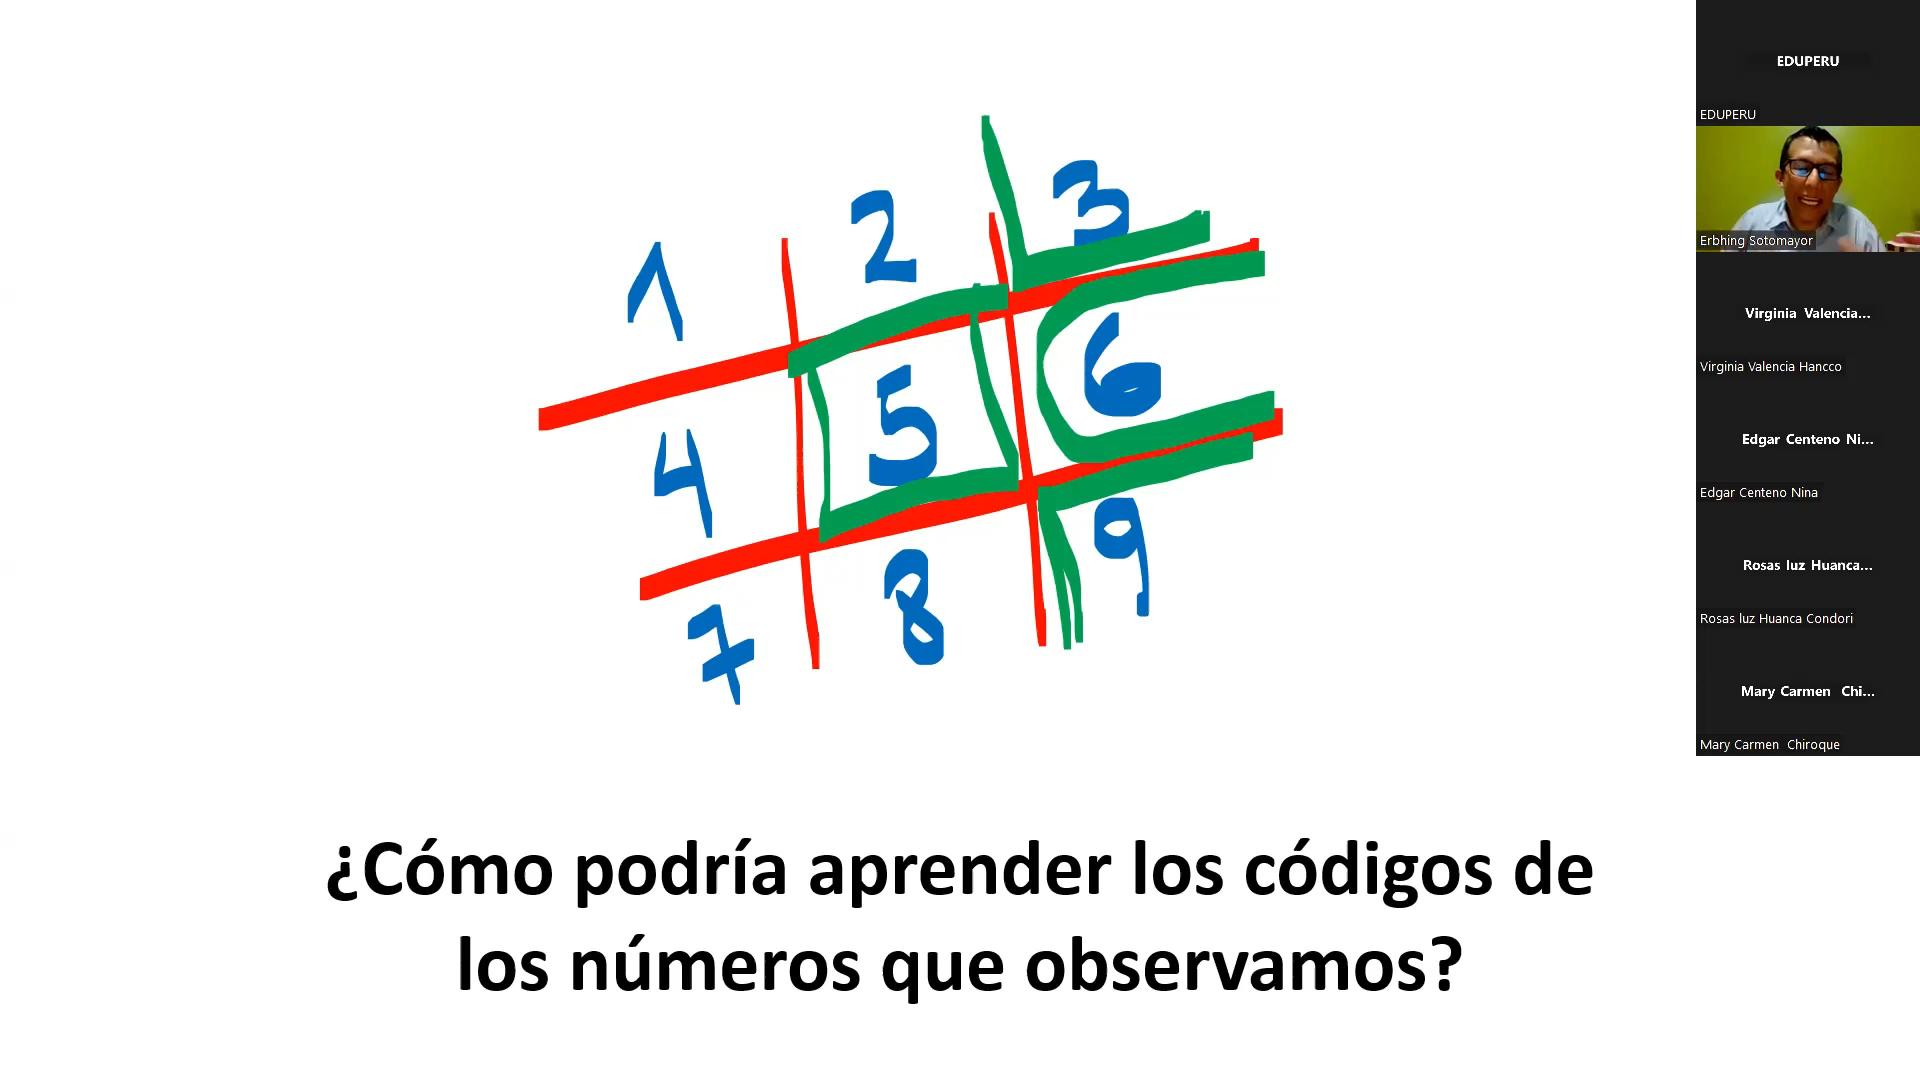 1 2 3
4 5 6
7 8 9
¿Cómo podría aprender los códigos de
los números que observamos?
EDUPERU
EDUPERU
Erbhing Sotomayor
Virginia Valencia...
Virginia Valencia Hancco
Edgar Centeno Ni...
Edgar Centeno Nina
Rosas luz Huanca...
Rosas luz Huanca Condori
Mary Carmen Chi...
Mary Carmen Chiroque